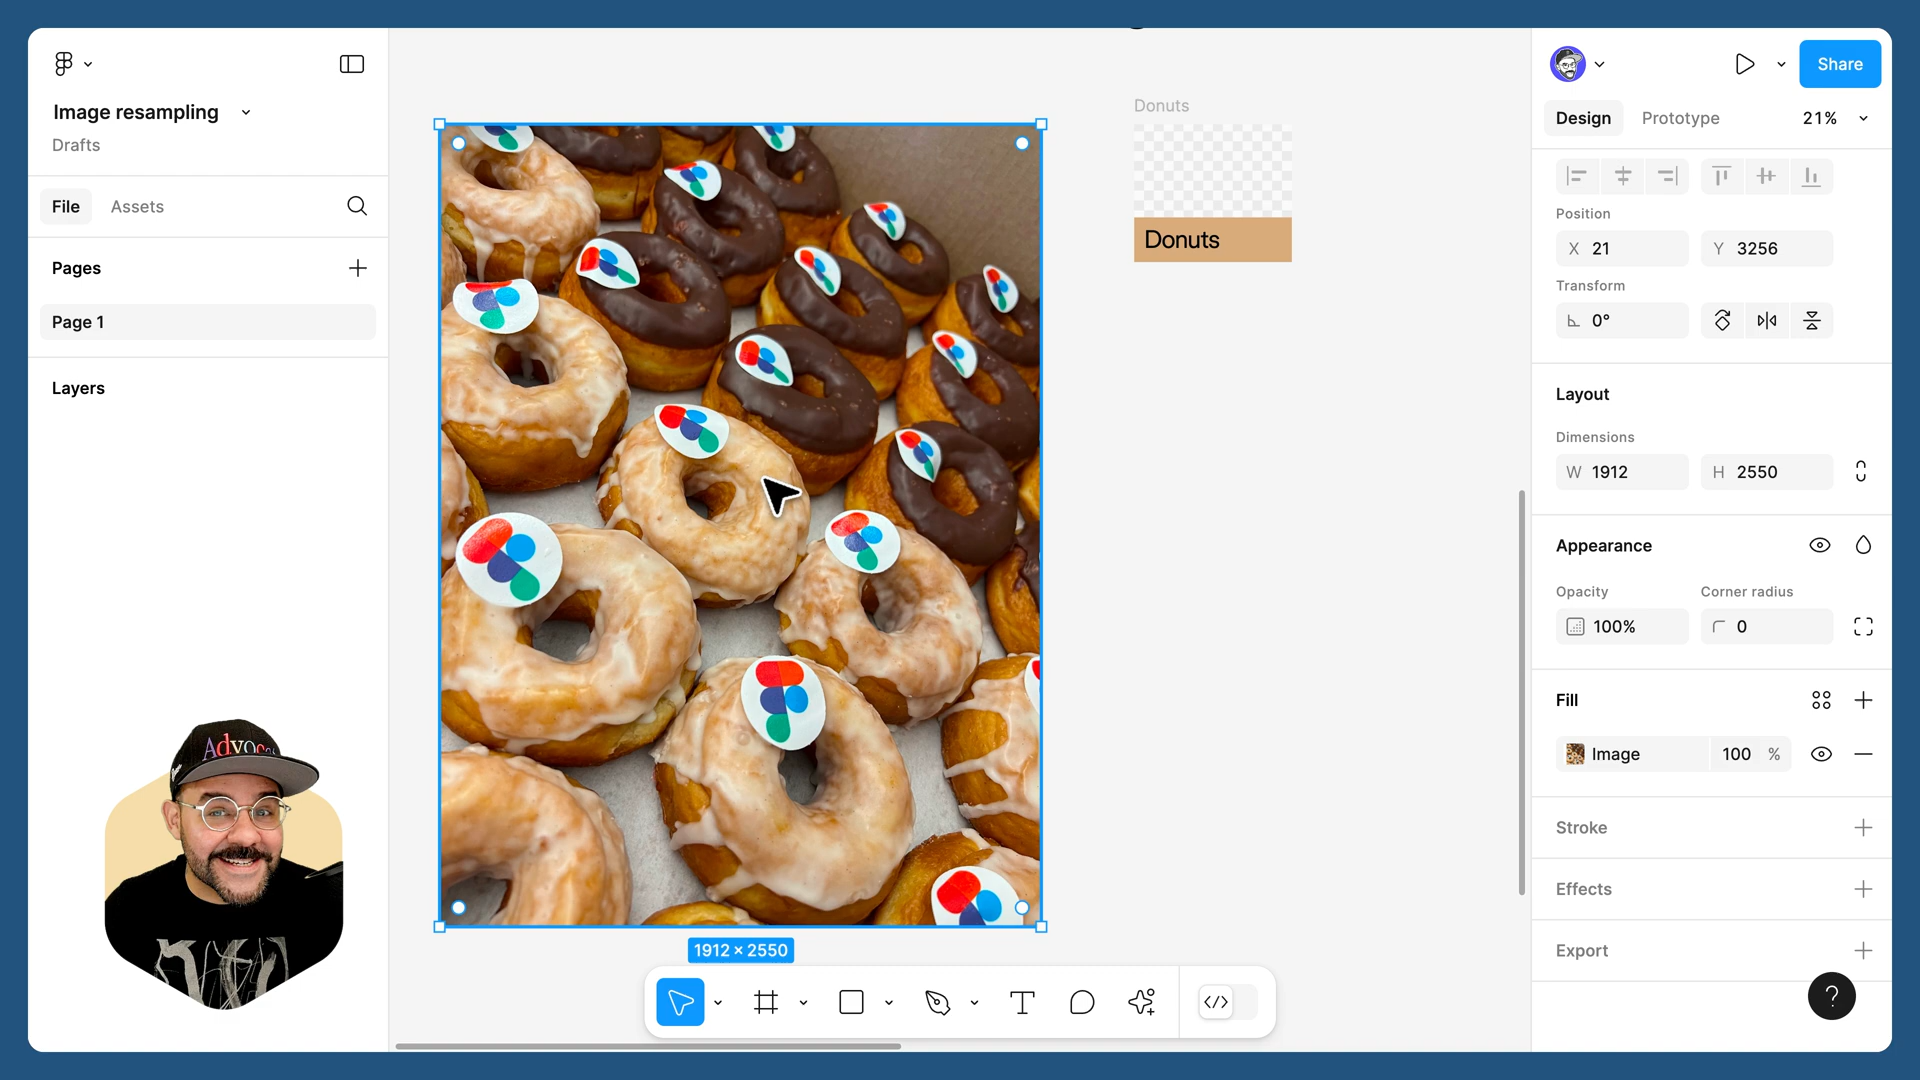 Image resampling
Drafts
File
Assets
Pages
Page 1
Layers
Donuts
Donuts
1912 × 2550
Share
Design
Prototype
21%
Position
X 21
Y 3256
Transform
0°
Layout
Dimensions
W 1912
H 2550
Appearance
Opacity
Corner radius
100%
0
Fill
Image
100 %
Stroke
Effects
Export
?